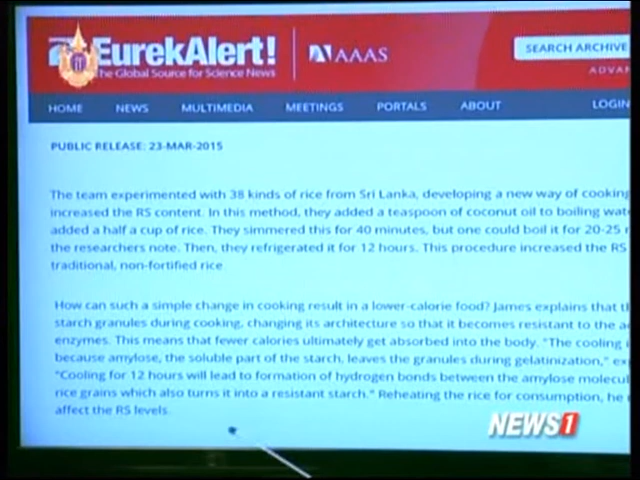 EurekAlert!
The Global Source for Science News
AAAS
SEARCH ARCHIVE
ADVAN
HOME NEWS MULTIMEDIA MEETINGS PORTALS ABOUT LOGIN
PUBLIC RELEASE: 23-MAR-2015
The team experimented with 38 kinds of rice from Sri Lanka, developing a new way of cooking
increased the RS content. In this method, they added a teaspoon of coconut oil to boiling wat
added a half a cup of rice. They simmered this for 40 minutes, but one could boil it for 20-25
the researchers note. Then, they refrigerated it for 12 hours. This procedure increased the RS
traditional, non-fortified rice.
How can such a simple change in cooking result in a lower-calorie food? James explains that
starch granules during cooking, changing its architecture so that it becomes resistant to the
enzymes. This means that fewer calories ultimately get absorbed into the body. "The cooling
because amylose, the soluble part of the starch, leaves the granules during gelatinization,"
"Cooling for 12 hours will lead to formation of hydrogen bonds between the amylose molecul
rice grains which also turns it into a resistant starch." Reheating the rice for consumption, he
affect the RS levels.
NEWS1